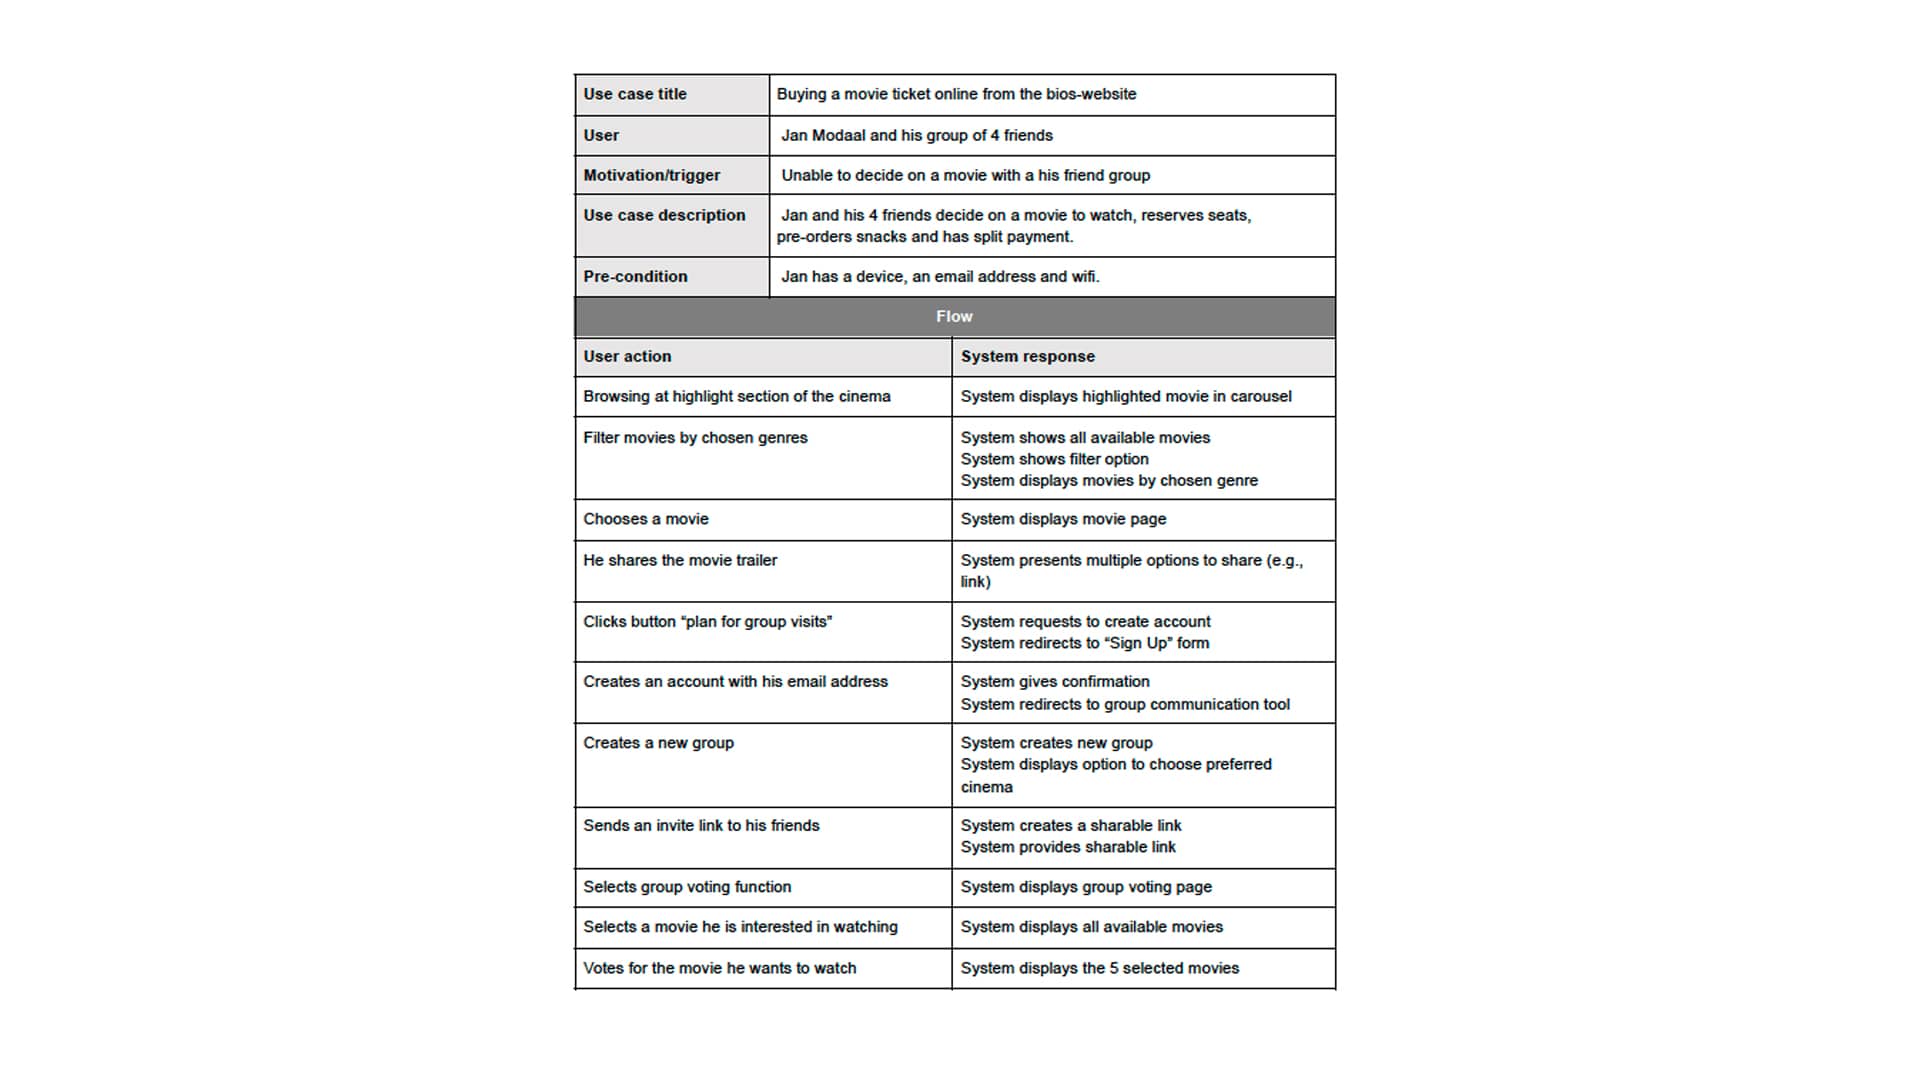 Use case title
Buying a movie ticket online from the bios-website
User
Jan Modaal and his group of 4 friends
Motivation/trigger
Unable to decide on a movie with a his friend group
Use case description
Jan and his 4 friends decide on a movie to watch, reserves seats,
pre-orders snacks and has split payment.
Pre-condition
Jan has a device, an email address and wifi.
Flow
User action
System response
Browsing at highlight section of the cinema
System displays highlighted movie in carousel
Filter movies by chosen genres
System shows all available movies
System shows filter option
System displays movies by chosen genre
Chooses a movie
System displays movie page
He shares the movie trailer
System presents multiple options to share (e.g.,
link)
Clicks button “plan for group visits”
System requests to create account
System redirects to “Sign Up” form
Creates an account with his email address
System gives confirmation
System redirects to group communication tool
Creates a new group
System creates new group
System displays option to choose preferred
cinema
Sends an invite link to his friends
System creates a sharable link
System provides sharable link
Selects group voting function
System displays group voting page
Selects a movie he is interested in watching
System displays all available movies
Votes for the movie he wants to watch
System displays the 5 selected movies